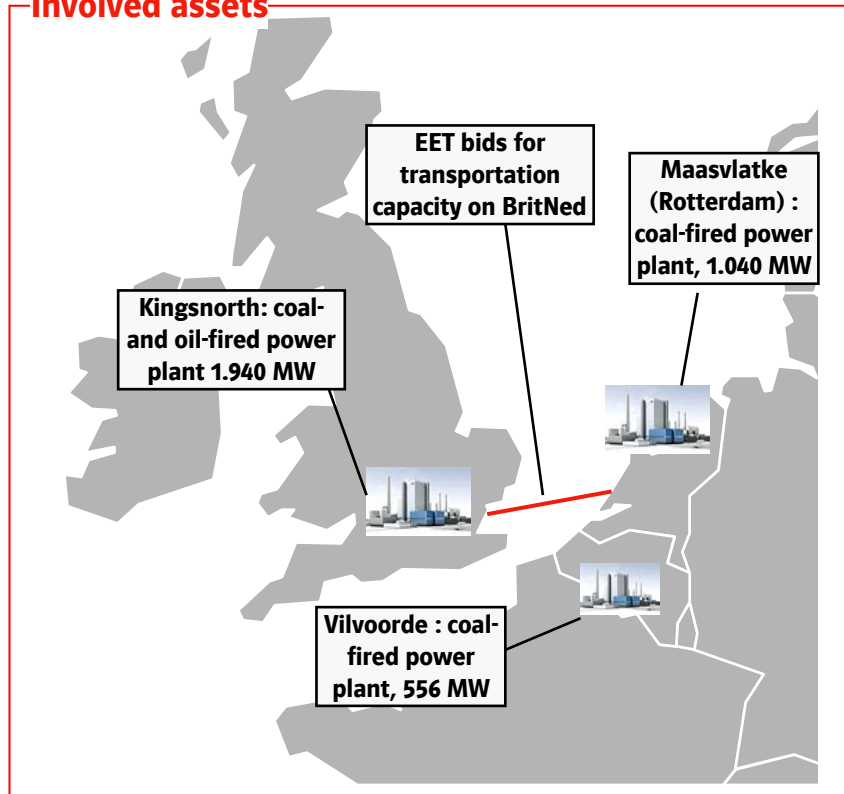 Involved assets
EET bids for
transportation
capacity on BritNed
Maasvlatke
(Rotterdam) :
coal-fired power
plant, 1.040 MW
Kingsnorth: coal-
and oil-fired power
plant 1.940 MW
Vilvoorde : coal-
fired power
plant, 556 MW